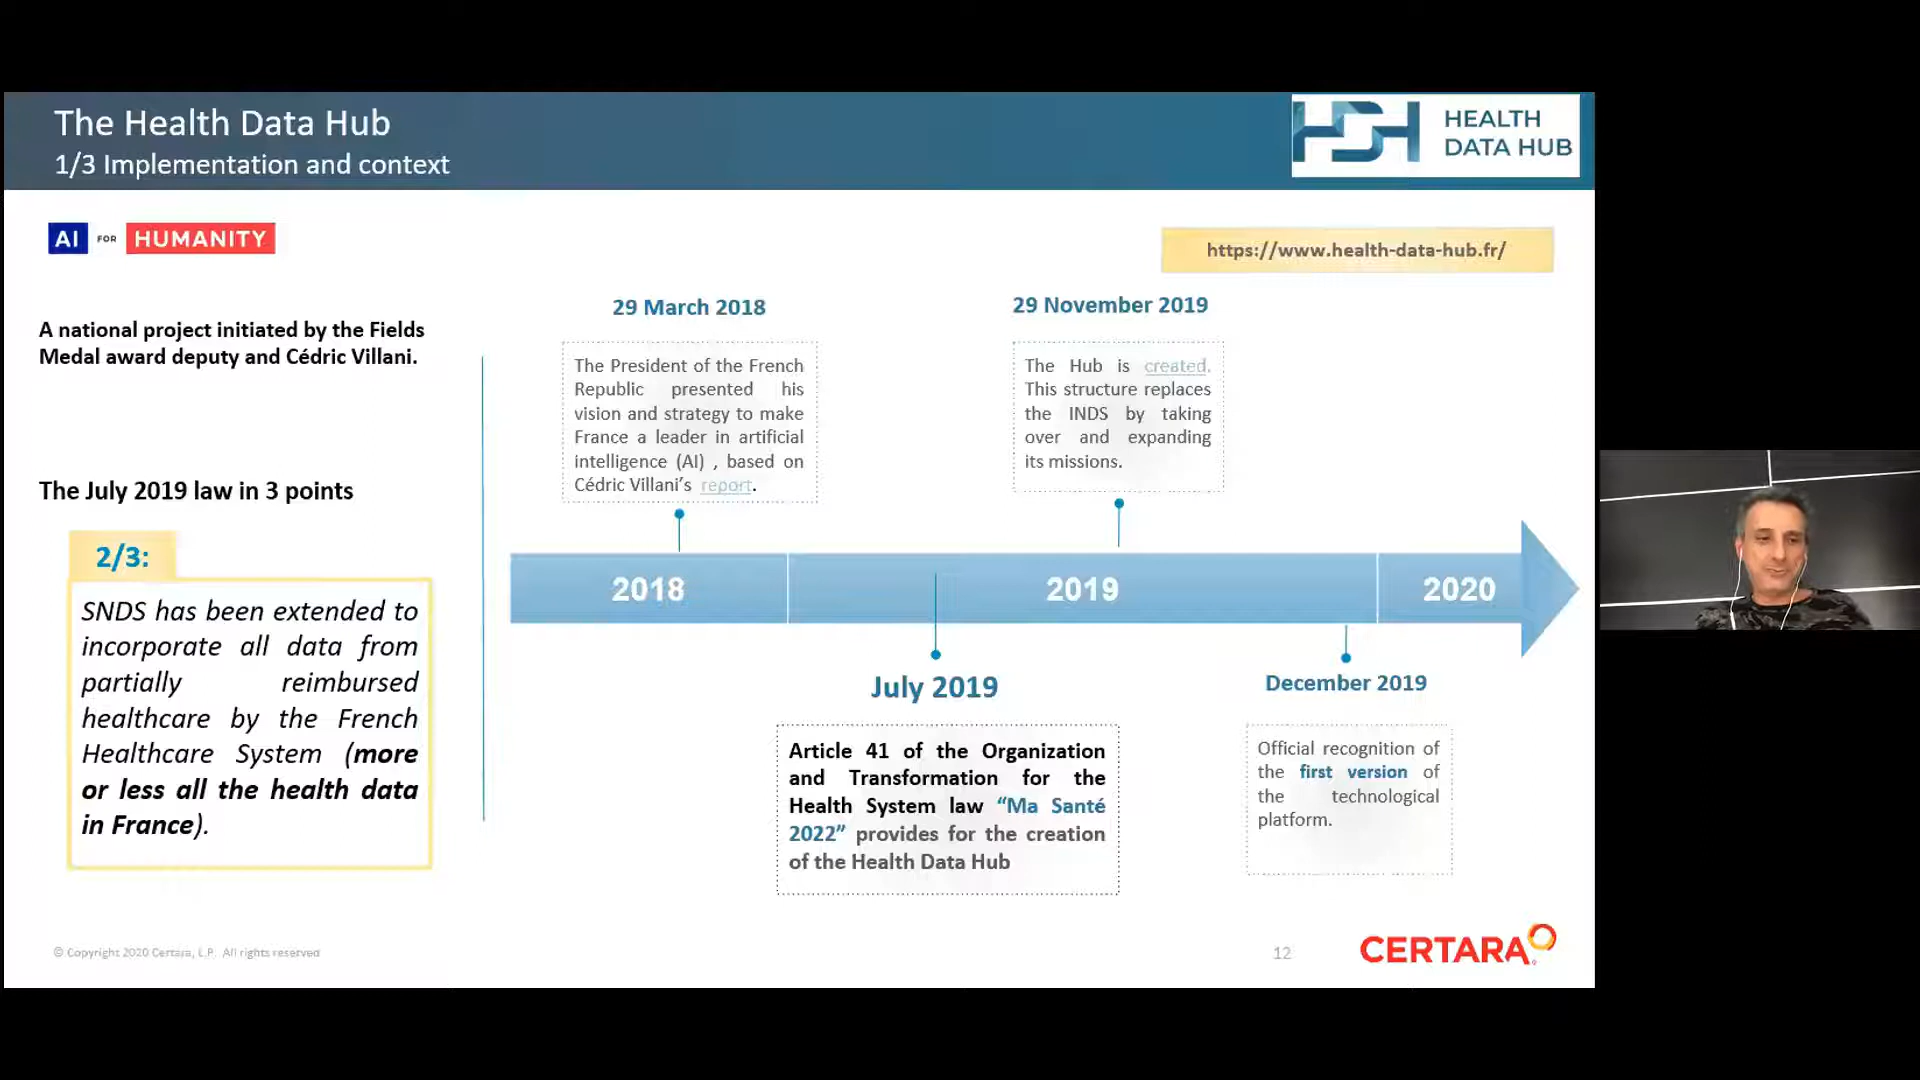 The Health Data Hub
1/3 Implementation and context
HDH
HEALTH
DATA HUB
AI FOR HUMANITY
https://www.health-data-hub.fr/
A national project initiated by the Fields
Medal award deputy and Cédric Villani.
The July 2019 law in 3 points
2/3:
SNDS has been extended to
incorporate all data from
partially reimbursed
healthcare by the French
Healthcare System (more
or less all the health data
in France).
29 March 2018
The President of the French
Republic presented his
vision and strategy to make
France a leader in artificial
intelligence (AI) , based on
Cédric Villani's report.
29 November 2019
The Hub is created.
This structure replaces
the INDS by taking
over and expanding
its missions.
2018
2019
2020
July 2019
Article 41 of the Organization
and Transformation for the
Health System law “Ma Santé
2022” provides for the creation
of the Health Data Hub
December 2019
Official recognition of
the first version of
the technological
platform.
© Copyright 2020 Certara, L.P. All rights reserved
12
CERTARA